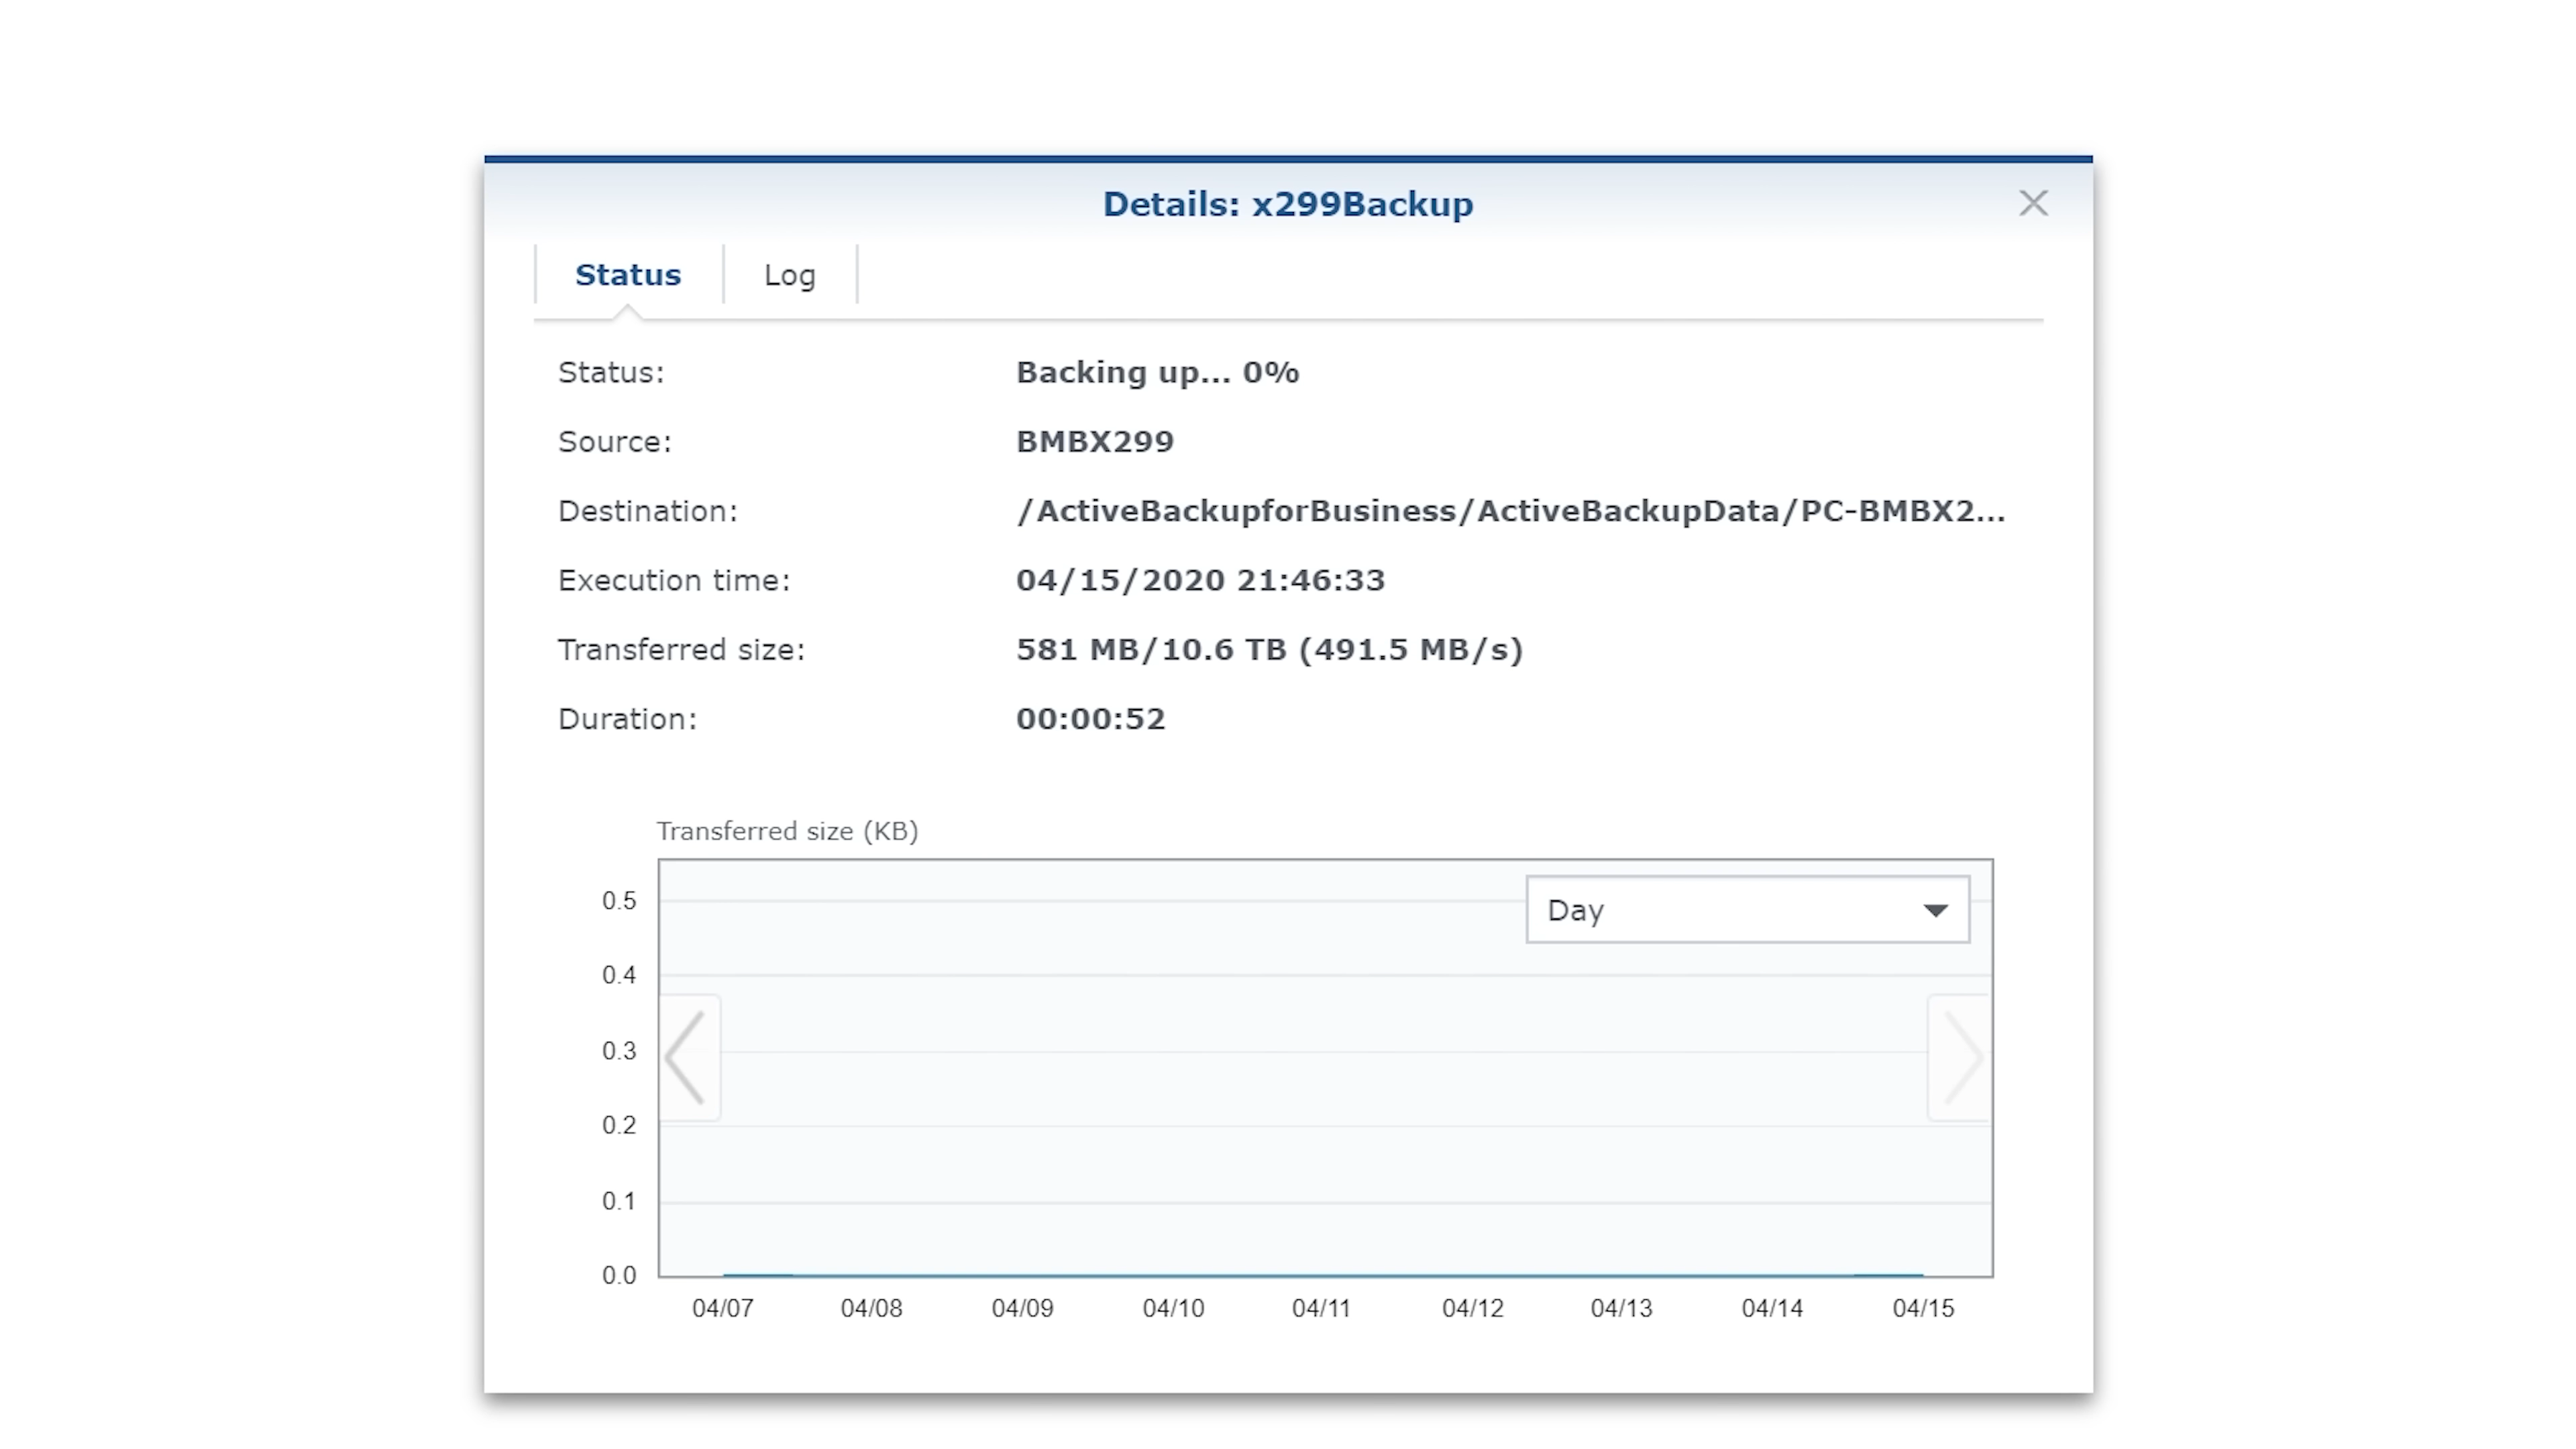 Details: x299Backup
Status
Log
Status: Backing up... 0%
Source: BMBX299
Destination: /ActiveBackupforBusiness/ActiveBackupData/PC-BMBX2...
Execution time: 04/15/2020 21:46:33
Transferred size: 581 MB/10.6 TB (491.5 MB/s)
Duration: 00:00:52
Transferred size (KB)
Day
0.5
0.4
0.3
0.2
0.1
0.0
04/07 04/08 04/09 04/10 04/11 04/12 04/13 04/14 04/15